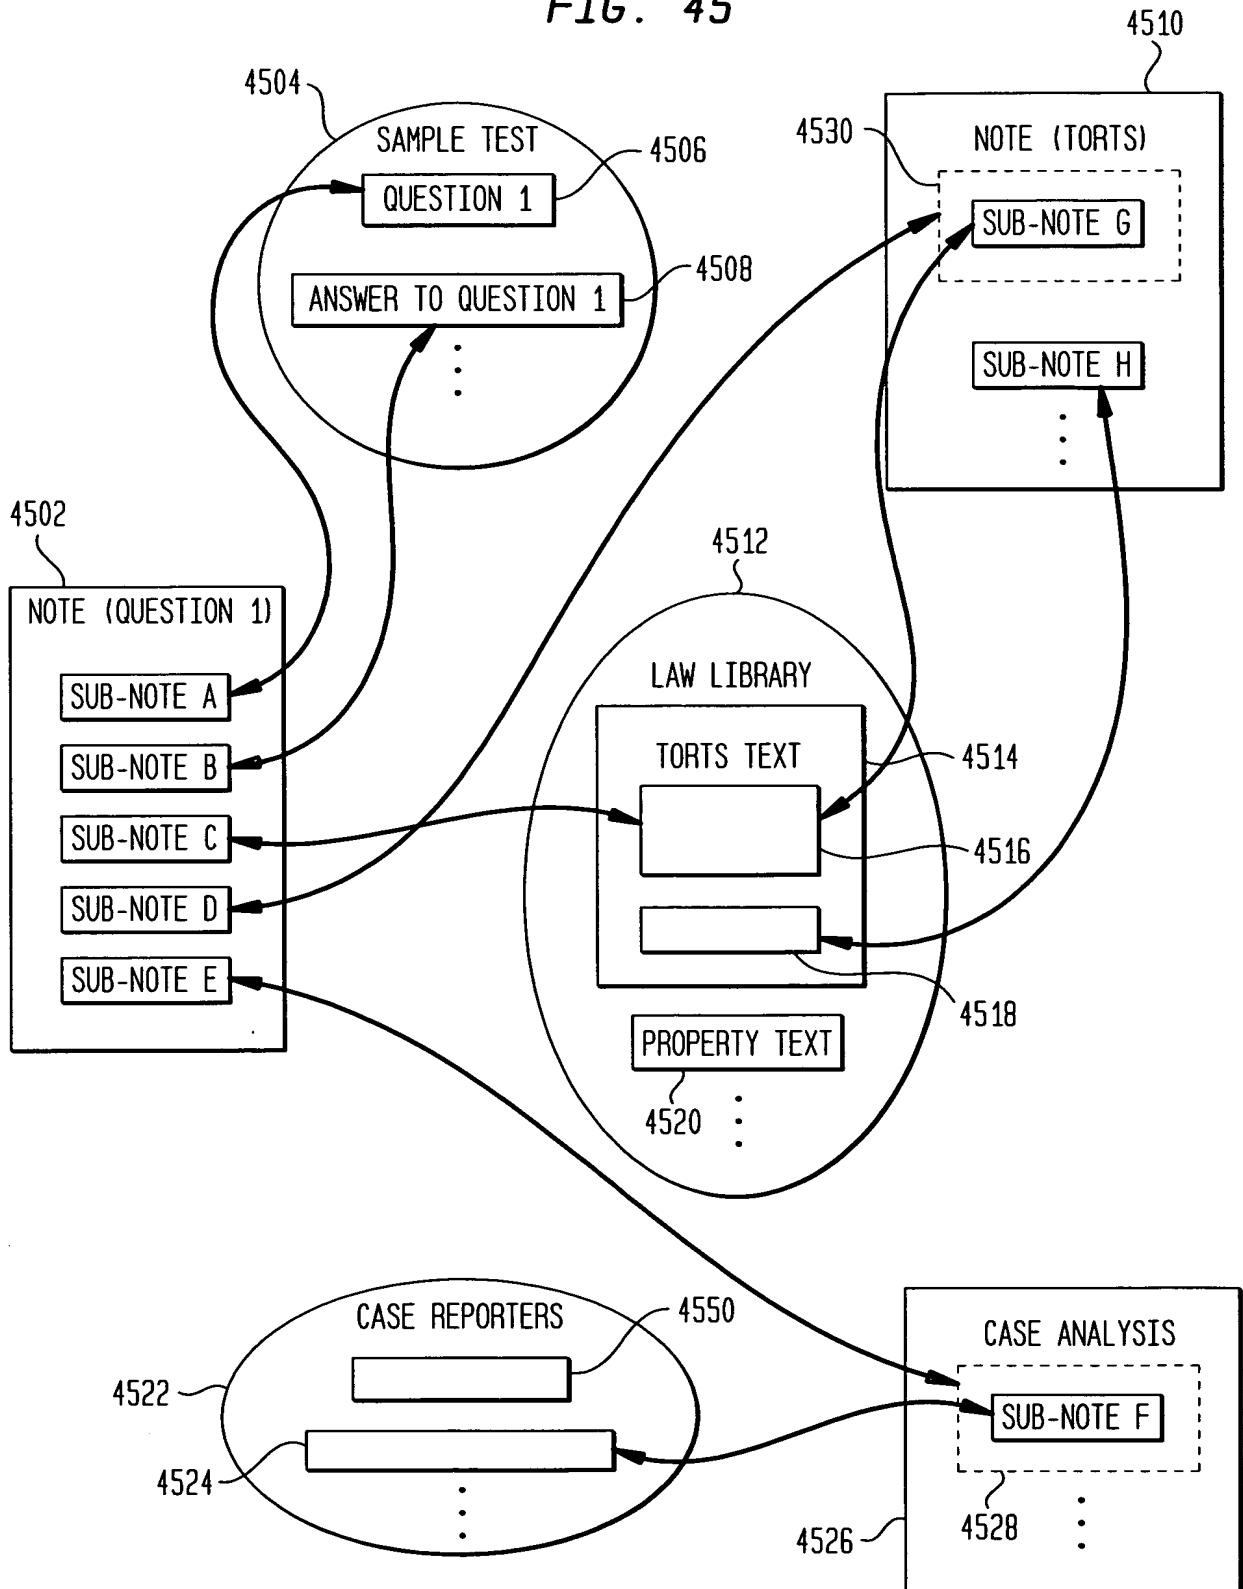 FIG. 45
4510
4504
SAMPLE TEST
4506
QUESTION 1
4508
ANSWER TO QUESTION 1
4530
NOTE (TORTS)
SUB-NOTE G
SUB-NOTE H
4502
NOTE (QUESTION 1)
SUB-NOTE A
SUB-NOTE B
SUB-NOTE C
SUB-NOTE D
SUB-NOTE E
4512
LAW LIBRARY
TORTS TEXT
4514
4516
4518
PROPERTY TEXT
4520
CASE REPORTERS
4550
4522
4524
CASE ANALYSIS
SUB-NOTE F
4528
4526